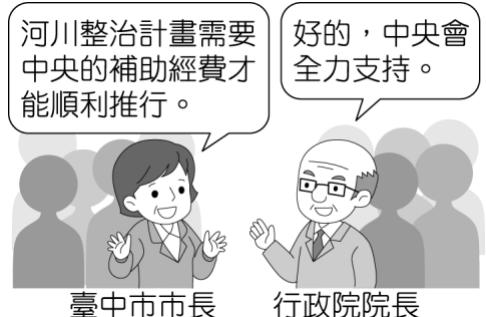 河川整治計畫需要
中央的補助經費才
能順利推行。
好的,中央會
全力支持。
臺中市市長
行政院院長